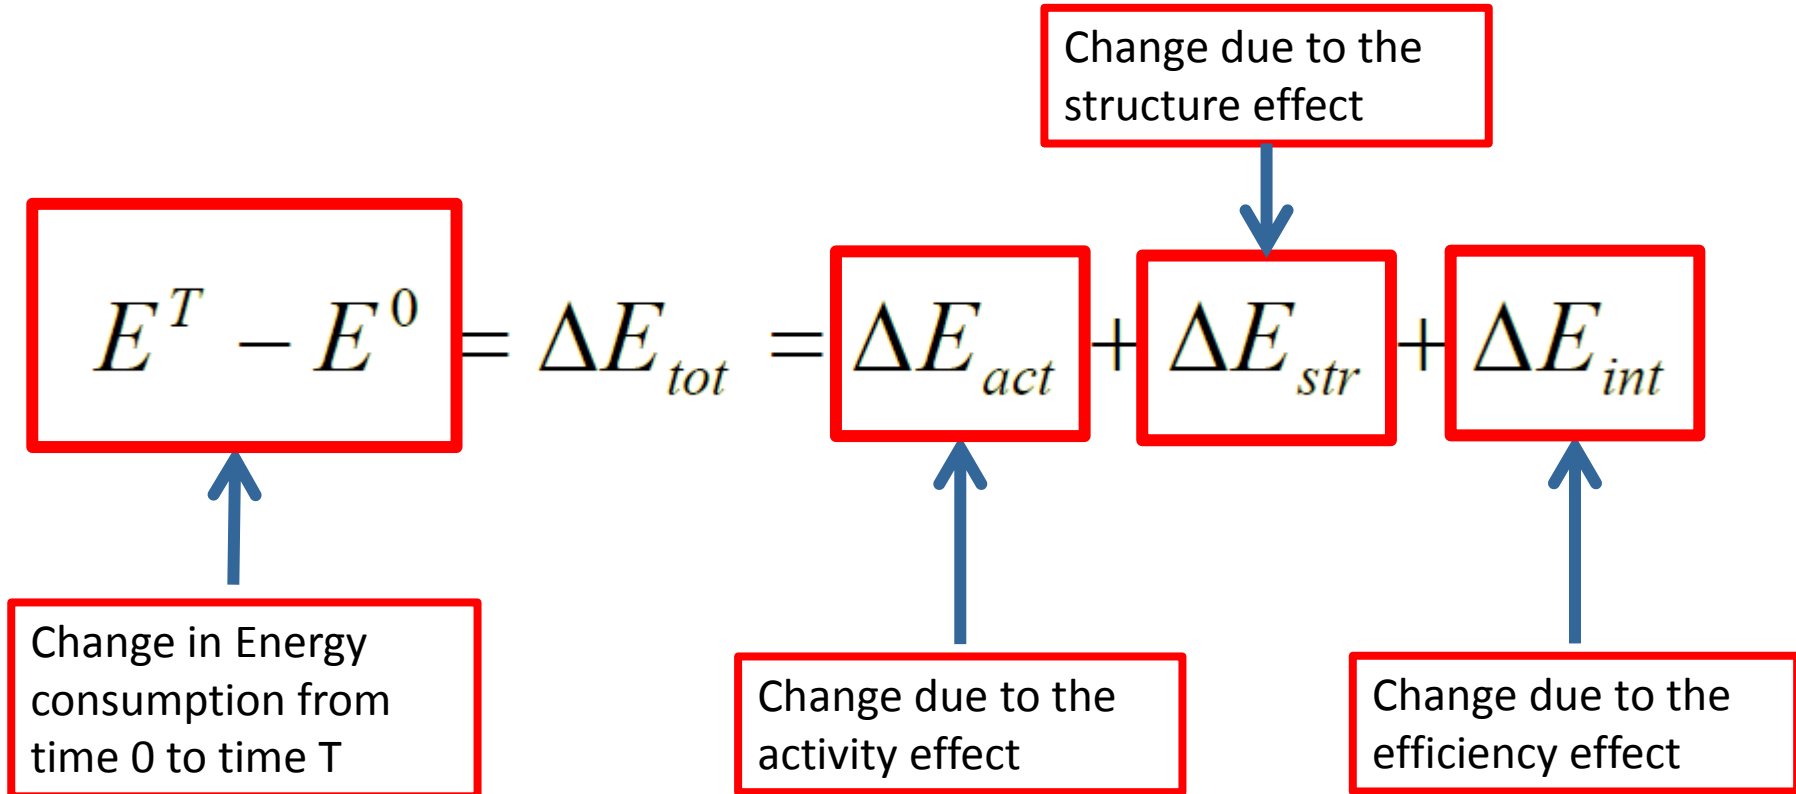 Change due to the
structure effect
E^T − E^0 = ΔE_tot = ΔE_act + ΔE_str + ΔE_int
Change in Energy
consumption from
time 0 to time T
Change due to the
activity effect
Change due to the
efficiency effect